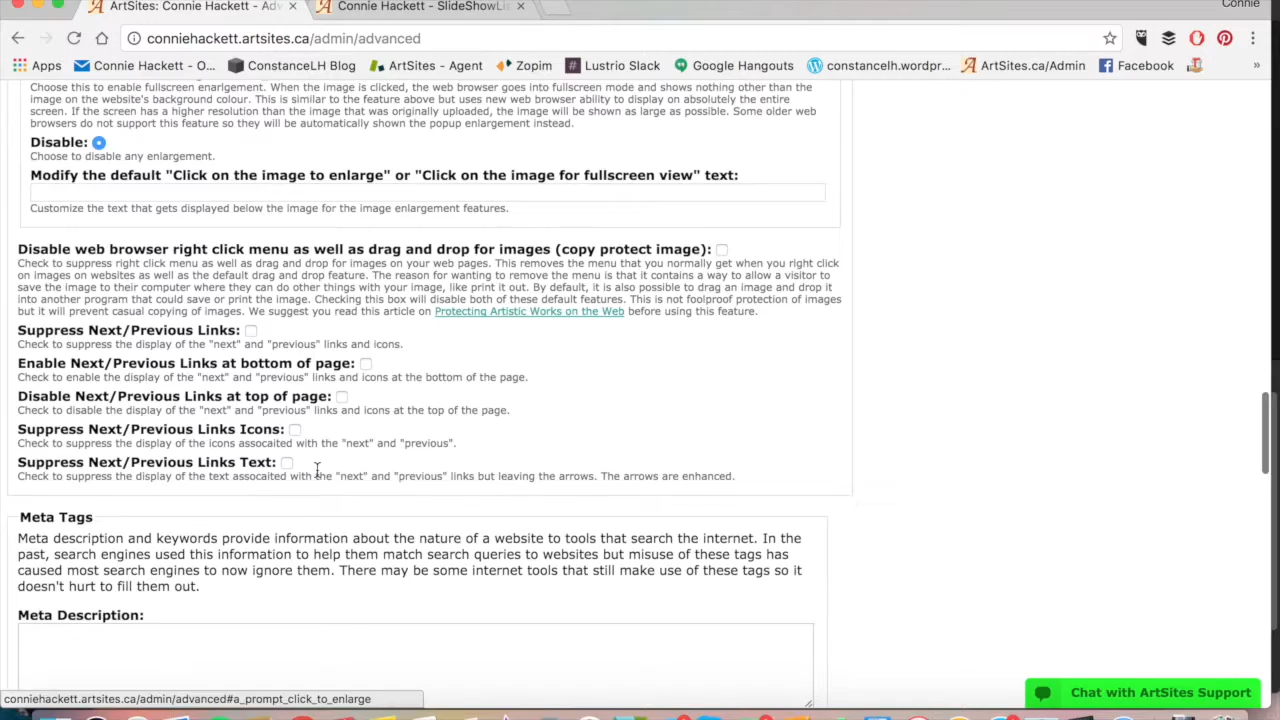 ArtSites: Connie Hackett - Adv
Connie Hackett - SlideShowLi
Connie
conniehackett.artsites.ca/admin/advanced
Apps
Connie Hackett - O...
ConstanceLH Blog
ArtSites - Agent
Zopim
Lustrio Slack
Google Hangouts
constancelh.wordpr...
ArtSites.ca/Admin
Facebook
»
Choose this to enable fullscreen enlargement. When the image is clicked, the web browser goes into fullscreen mode and shows nothing other than the
image on the website's background colour. This is similar to the feature above but uses new web browser ability to display on absolutely the entire
screen. If the screen has a higher resolution than the image that was originally uploaded, the image will be shown as large as possible. Some older web
browsers do not support this feature so they will be automatically shown the popup enlargement instead.
Disable:
Choose to disable any enlargement.
Modify the default "Click on the image to enlarge" or "Click on the image for fullscreen view" text:
Customize the text that gets displayed below the image for the image enlargement features.
Disable web browser right click menu as well as drag and drop for images (copy protect image):
Check to suppress right click menu as well as drag and drop for images on your web pages. This removes the menu that you normally get when you right click
on images on websites as well as the default drag and drop feature. The reason for wanting to remove the menu is that it contains a way to allow a visitor to
save the image to their computer where they can do other things with your image, like print it out. By default, it is also possible to drag an image and drop it
into another program that could save or print the image. Checking this box will disable both of these default features. This is not foolproof protection of images
but it will prevent casual copying of images. We suggest you read this article on Protecting Artistic Works on the Web before using this feature.
Suppress Next/Previous Links:
Check to suppress the display of the "next" and "previous" links and icons.
Enable Next/Previous Links at bottom of page:
Check to enable the display of the "next" and "previous" links and icons at the bottom of the page.
Disable Next/Previous Links at top of page:
Check to disable the display of the "next" and "previous" links and icons at the top of the page.
Suppress Next/Previous Links Icons:
Check to suppress the display of the icons assocaited with the "next" and "previous".
Suppress Next/Previous Links Text:
Check to suppress the display of the text assocaited with the "next" and "previous" links but leaving the arrows. The arrows are enhanced.
Meta Tags
Meta description and keywords provide information about the nature of a website to tools that search the internet. In the
past, search engines used this information to help them match search queries to websites but misuse of these tags has
caused most search engines to now ignore them. There may be some internet tools that still make use of these tags so it
doesn't hurt to fill them out.
Meta Description:
conniehackett.artsites.ca/admin/advanced#a_prompt_click_to_enlarge
Chat with ArtSites Support